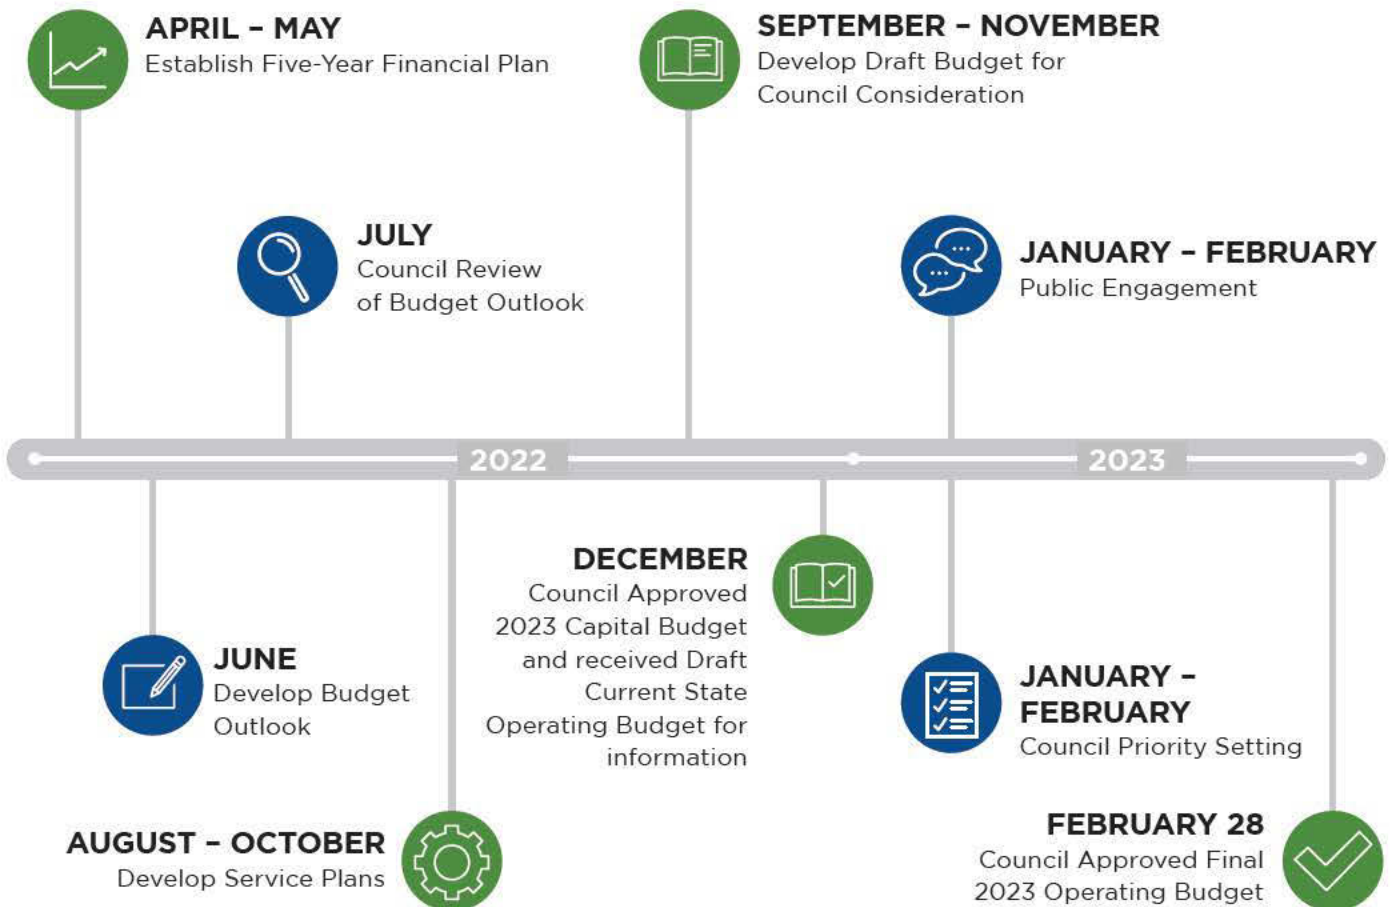 APRIL – MAY
Establish Five-Year Financial Plan
SEPTEMBER – NOVEMBER
Develop Draft Budget for
Council Consideration
JULY
Council Review
of Budget Outlook
JANUARY – FEBRUARY
Public Engagement
2022
2023
DECEMBER
Council Approved
2023 Capital Budget
and received Draft
Current State
Operating Budget for
information
JUNE
Develop Budget
Outlook
JANUARY –
FEBRUARY
Council Priority Setting
AUGUST – OCTOBER
Develop Service Plans
FEBRUARY 28
Council Approved Final
2023 Operating Budget